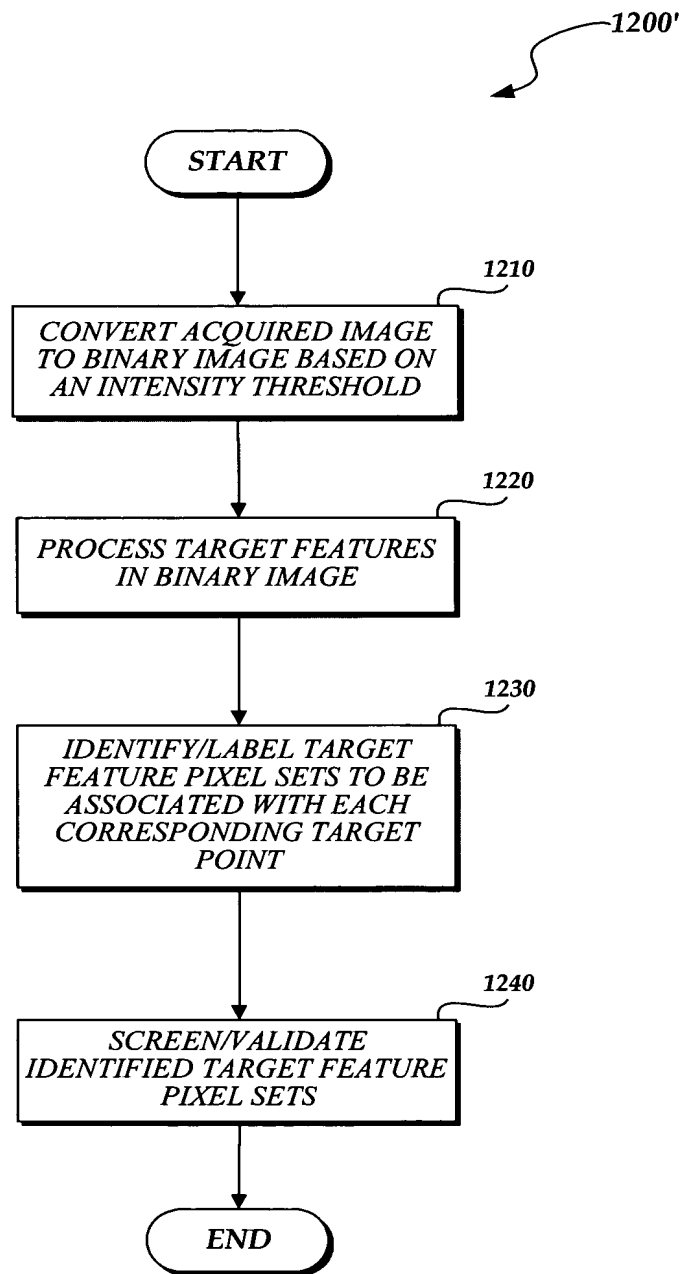 1200'
START
1210
CONVERT ACQUIRED IMAGE
TO BINARY IMAGE BASED ON
AN INTENSITY THRESHOLD
1220
PROCESS TARGET FEATURES
IN BINARY IMAGE
1230
IDENTIFY/LABEL TARGET
FEATURE PIXEL SETS TO BE
ASSOCIATED WITH EACH
CORRESPONDING TARGET
POINT
1240
SCREEN/VALIDATE
IDENTIFIED TARGET FEATURE
PIXEL SETS
END